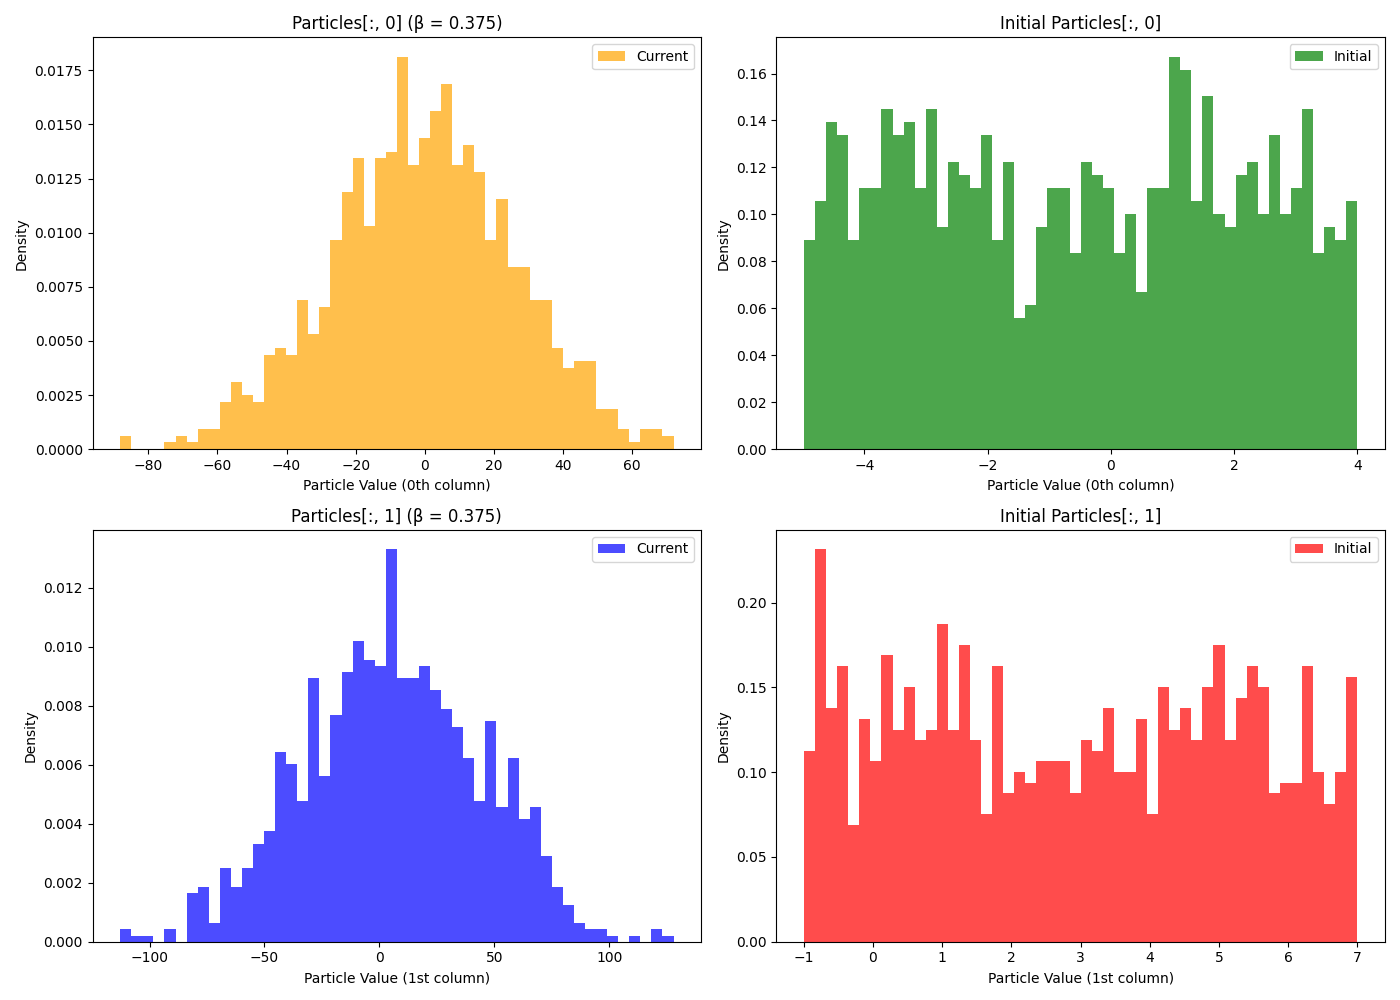 Particles[:, 0] (β = 0.375)
Current
0.0175
0.0150
0.0125
0.0100
0.0075
0.0050
0.0025
0.0000
Density
−80 −60 −40 −20 0 20 40 60
Particle Value (0th column)
Initial Particles[:, 0]
Initial
0.16
0.14
0.12
0.10
0.08
0.06
0.04
0.02
0.00
Density
−4 −2 0 2 4
Particle Value (0th column)
Particles[:, 1] (β = 0.375)
Current
0.012
0.010
0.008
0.006
0.004
0.002
0.000
Density
−100 −50 0 50 100
Particle Value (1st column)
Initial Particles[:, 1]
Initial
0.20
0.15
0.10
0.05
0.00
Density
−1 0 1 2 3 4 5 6 7
Particle Value (1st column)